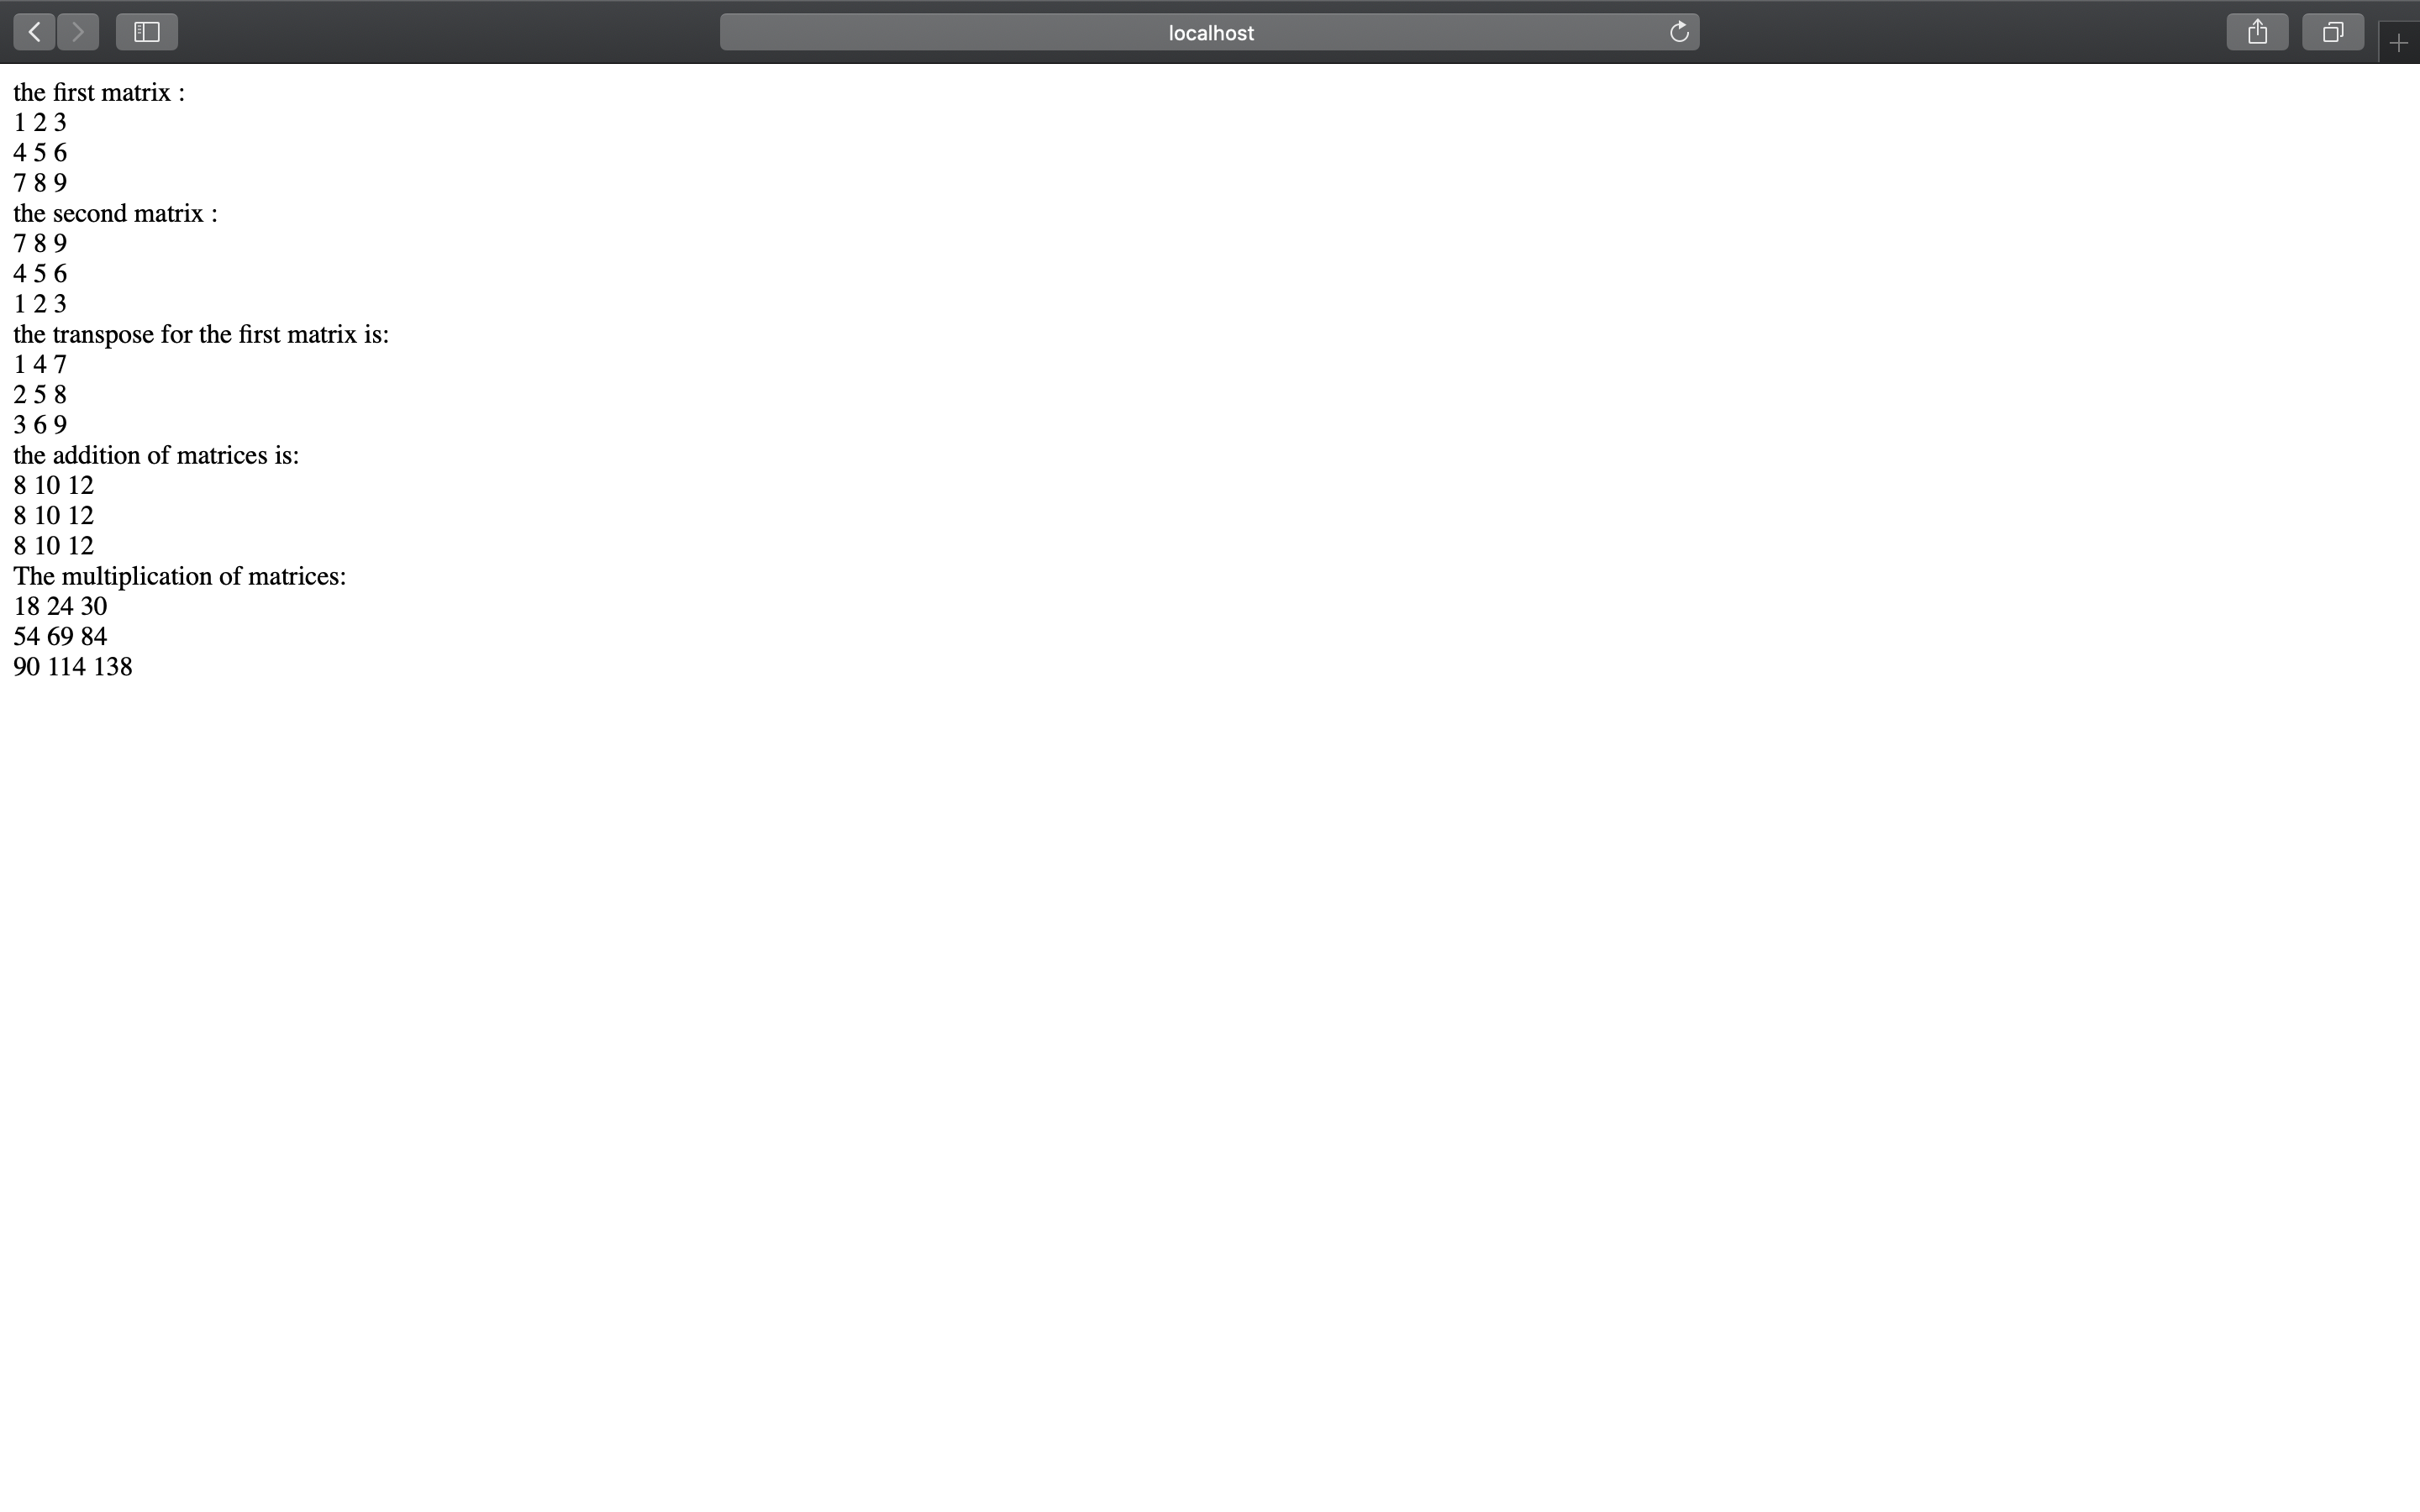 localhost
the first matrix :
1 2 3
4 5 6
7 8 9
the second matrix :
7 8 9
4 5 6
1 2 3
the transpose for the first matrix is:
1 4 7
2 5 8
3 6 9
the addition of matrices is:
8 10 12
8 10 12
8 10 12
The multiplication of matrices:
18 24 30
54 69 84
90 114 138